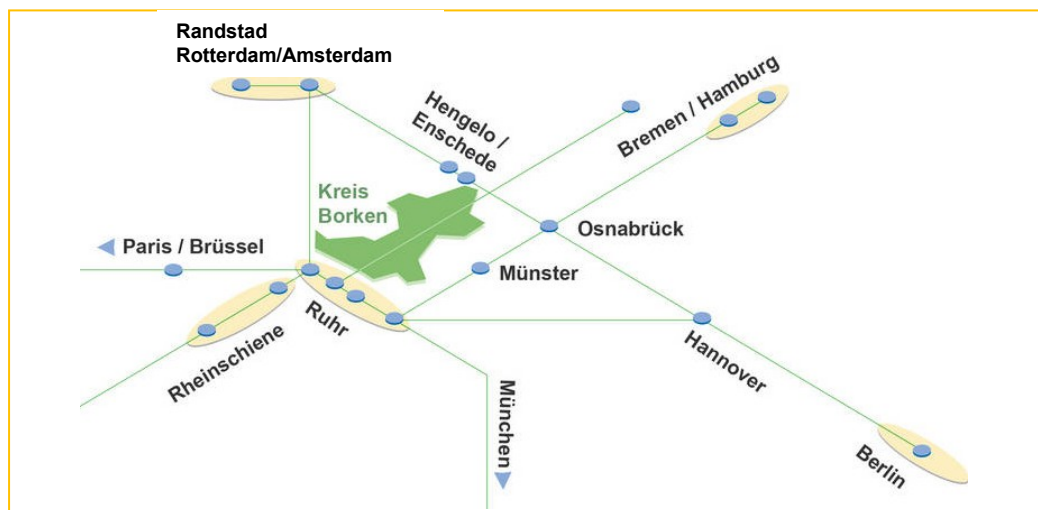 Randstad
Rotterdam/Amsterdam
Hengelo /
Enschede
Bremen / Hamburg
Kreis
Borken
Osnabrück
Paris / Brüssel
Münster
Ruhr
Rheinschiene
Hannover
München
Berlin